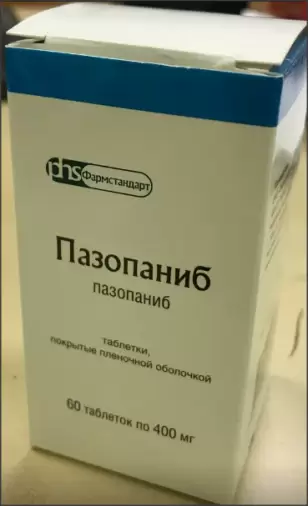 phs Фармстандарт
Пазопаниб
пазопаниб
таблетки,
покрытые пленочной оболочкой
60 таблеток по 400 мг